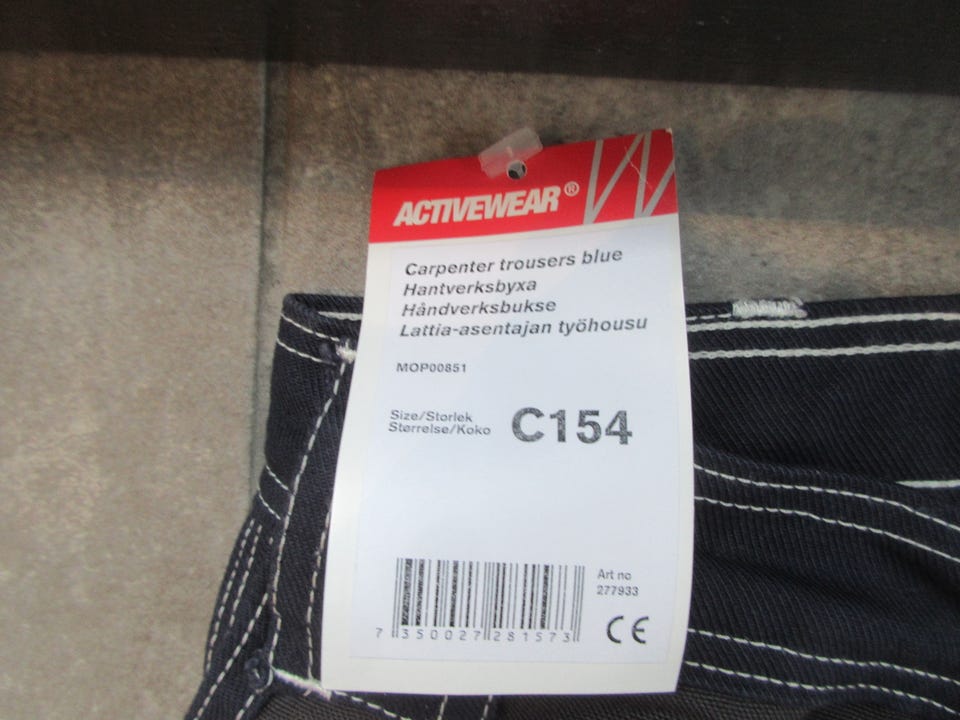 ACTIVEWEAR®
Carpenter trousers blue
Hantverksbyxa
Håndverksbukse
Lattia-asentajan työhousu
MOP00851
Size/Storlek
Størrelse/Koko
C154
Art no
277933
7 350027 281573
CE